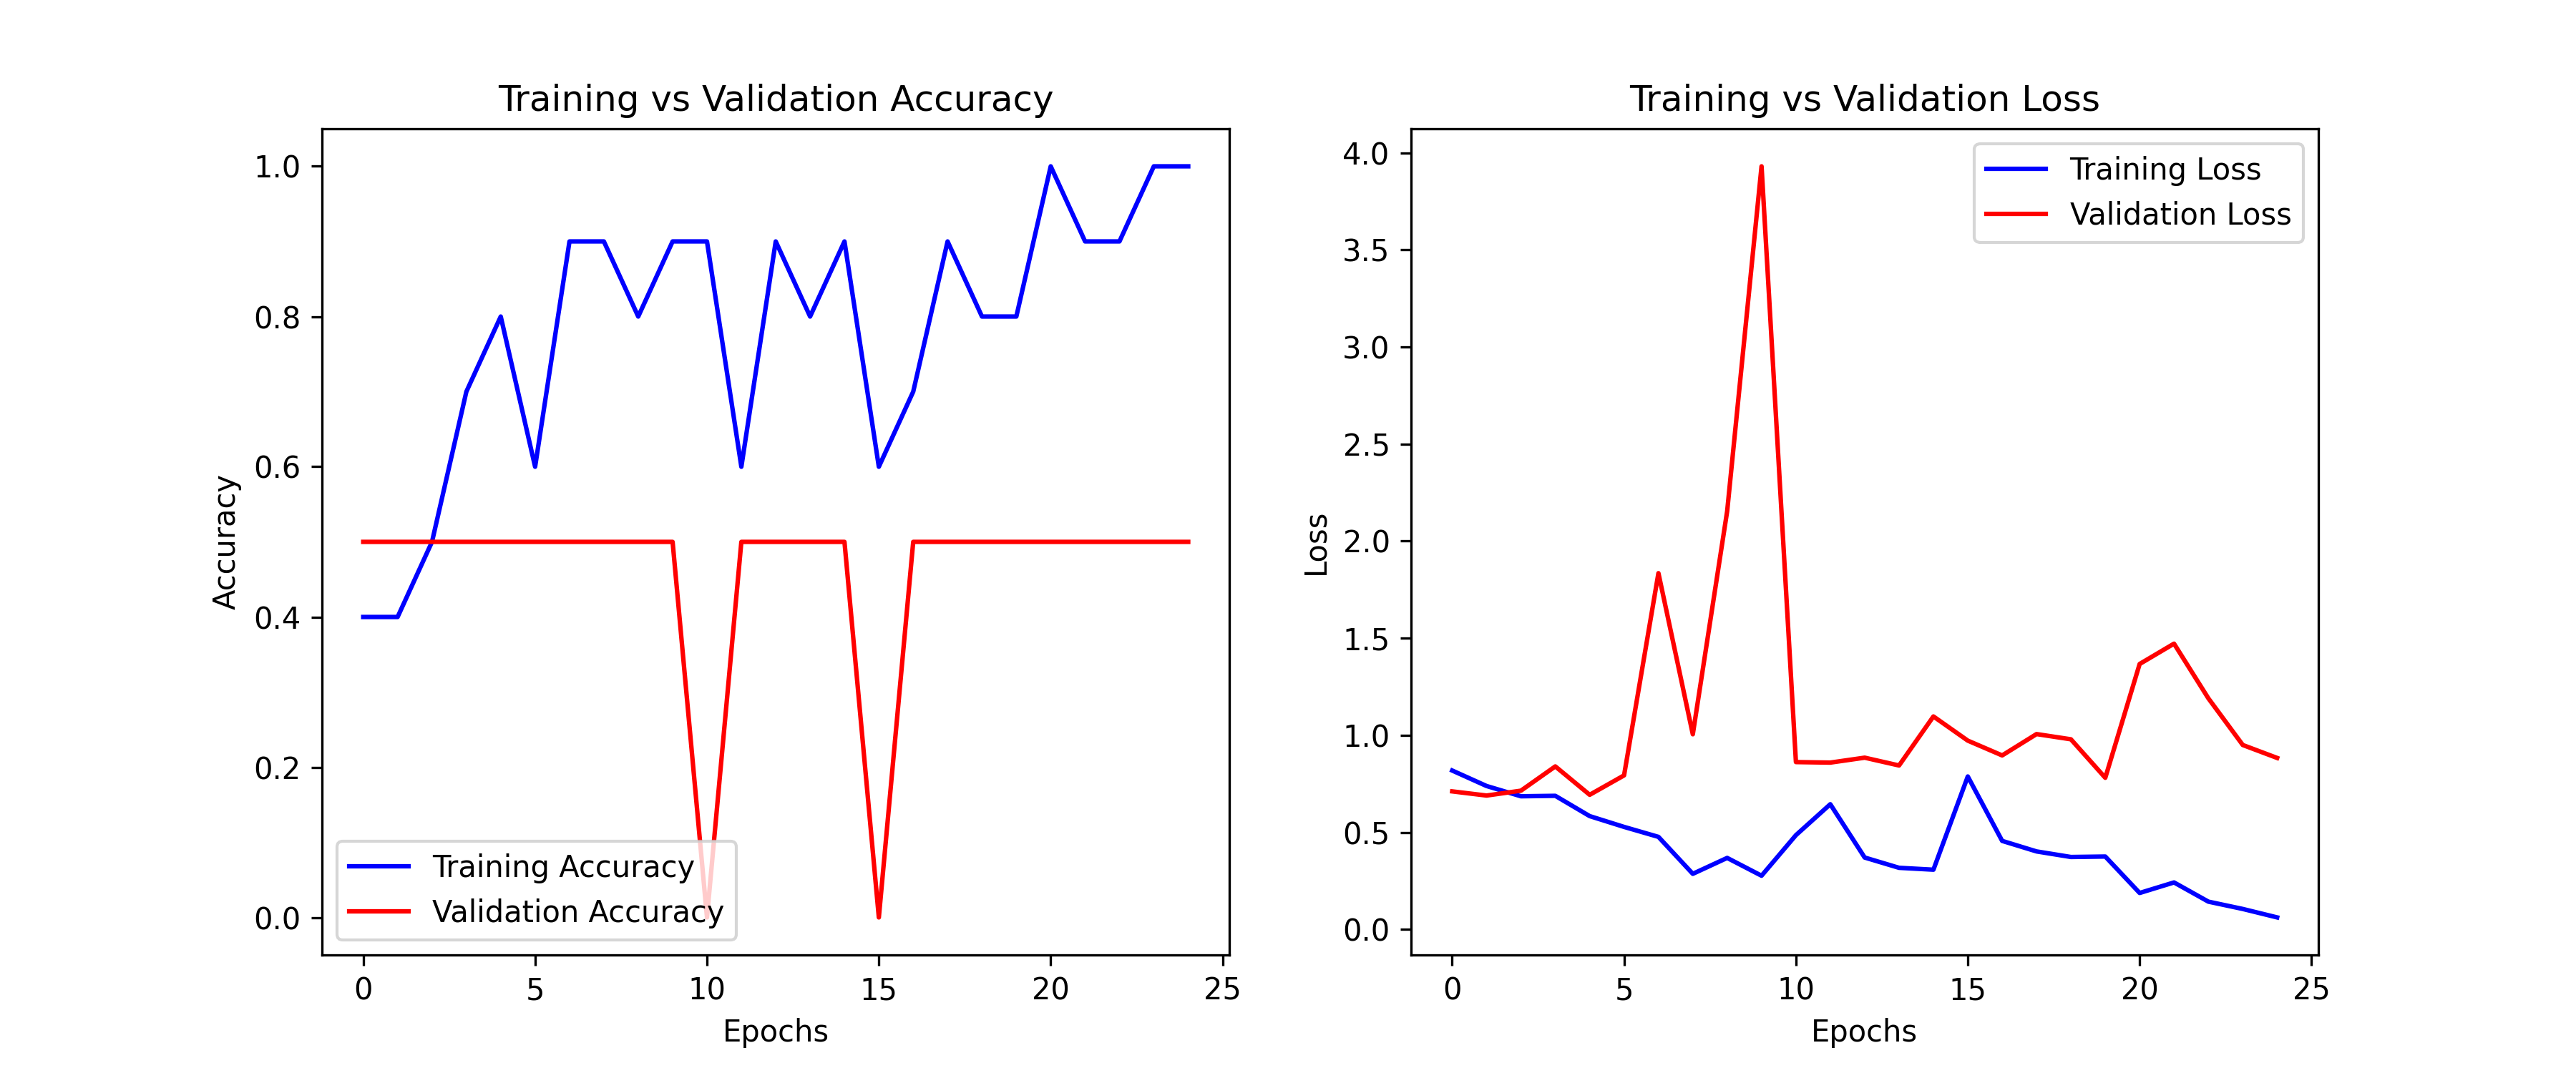 Training vs Validation Accuracy
1.0
0.8
0.6
0.4
0.2
0.0
Accuracy
Training Accuracy
Validation Accuracy
0 5 10 15 20 25
Epochs
Training vs Validation Loss
4.0
3.5
3.0
2.5
2.0
1.5
1.0
0.5
0.0
Loss
Training Loss
Validation Loss
0 5 10 15 20 25
Epochs